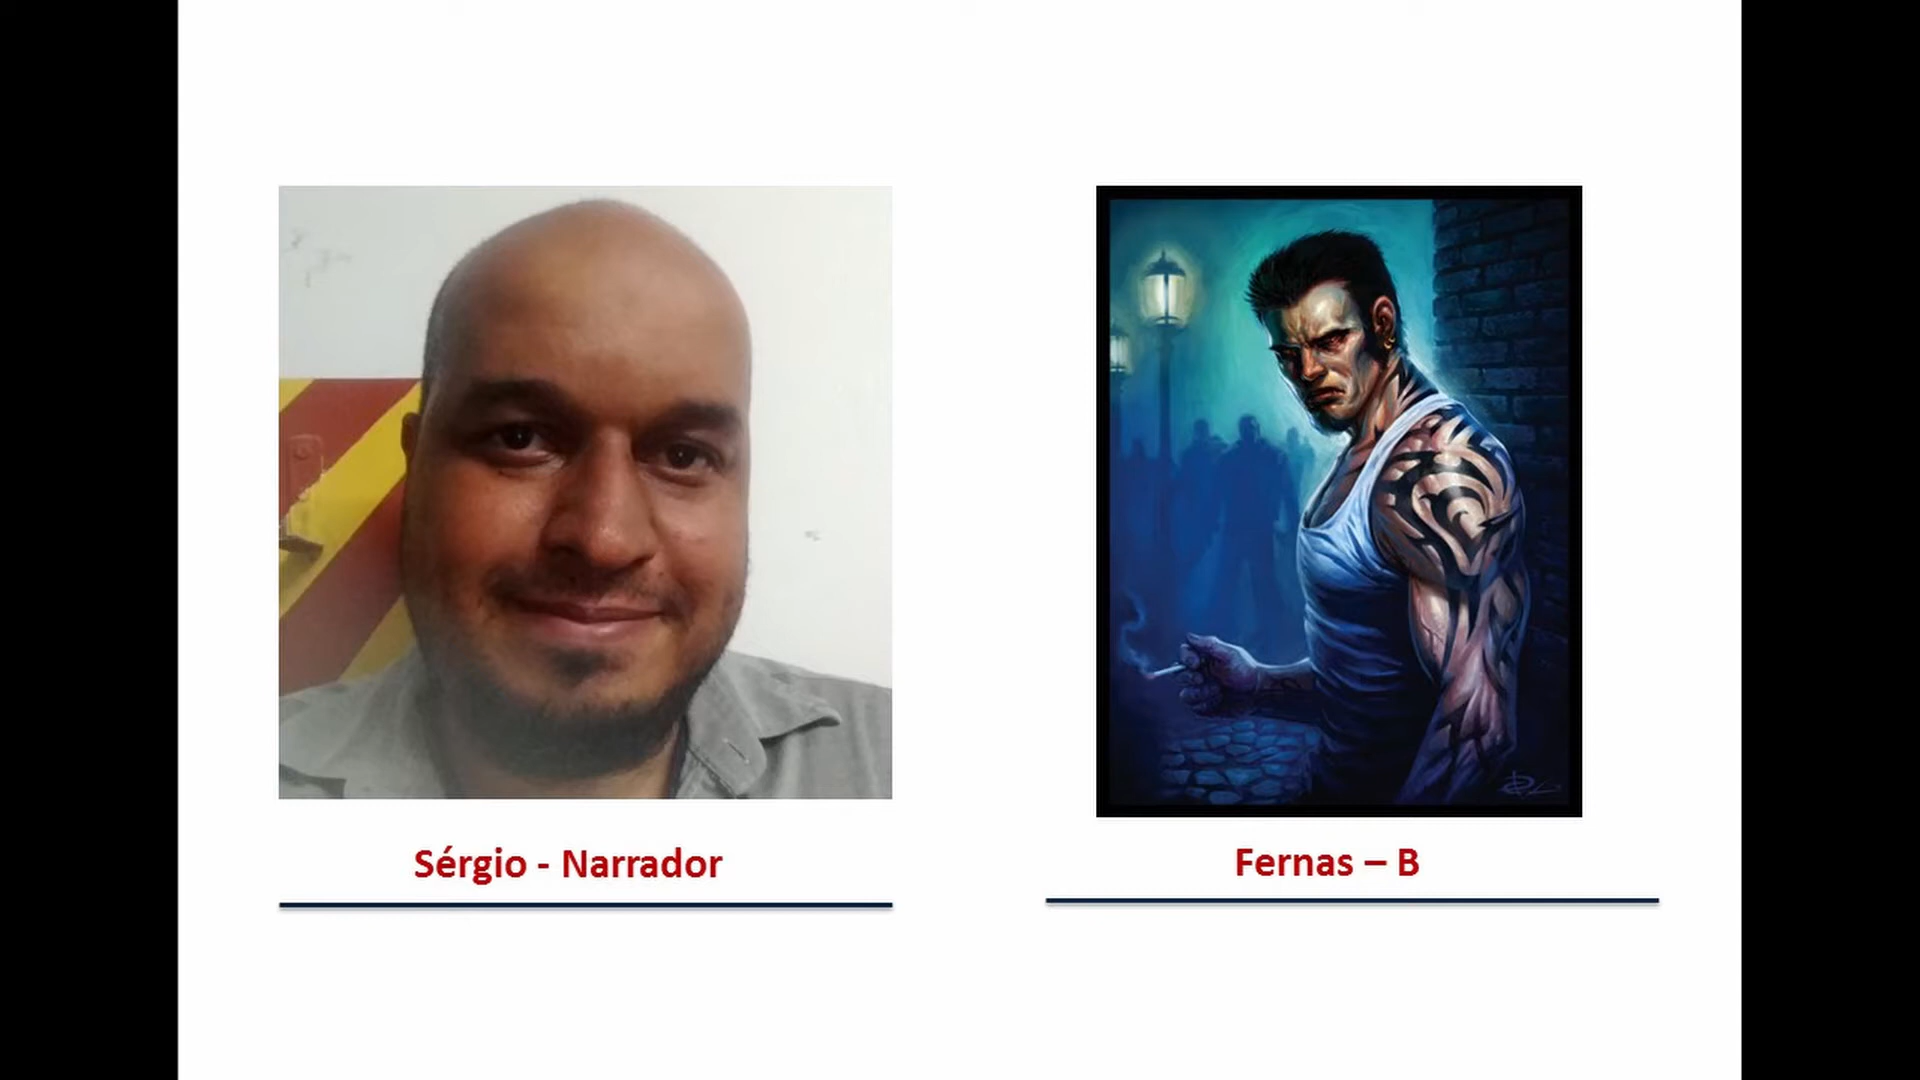 Sérgio - Narrador
Fernas – B